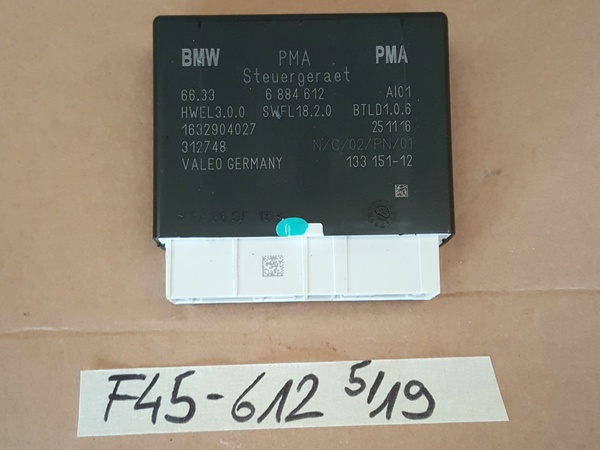 BMW PMA PMA
Steuergeraet
66.33 6 884 612 AI01
HWEL3.0.0 SWFL18.2.0 BTLD1.0.6
1632904027 251116
312748 N/C/02/PN/01
VALEO GERMANY 133 151-12
F45-612 5/19